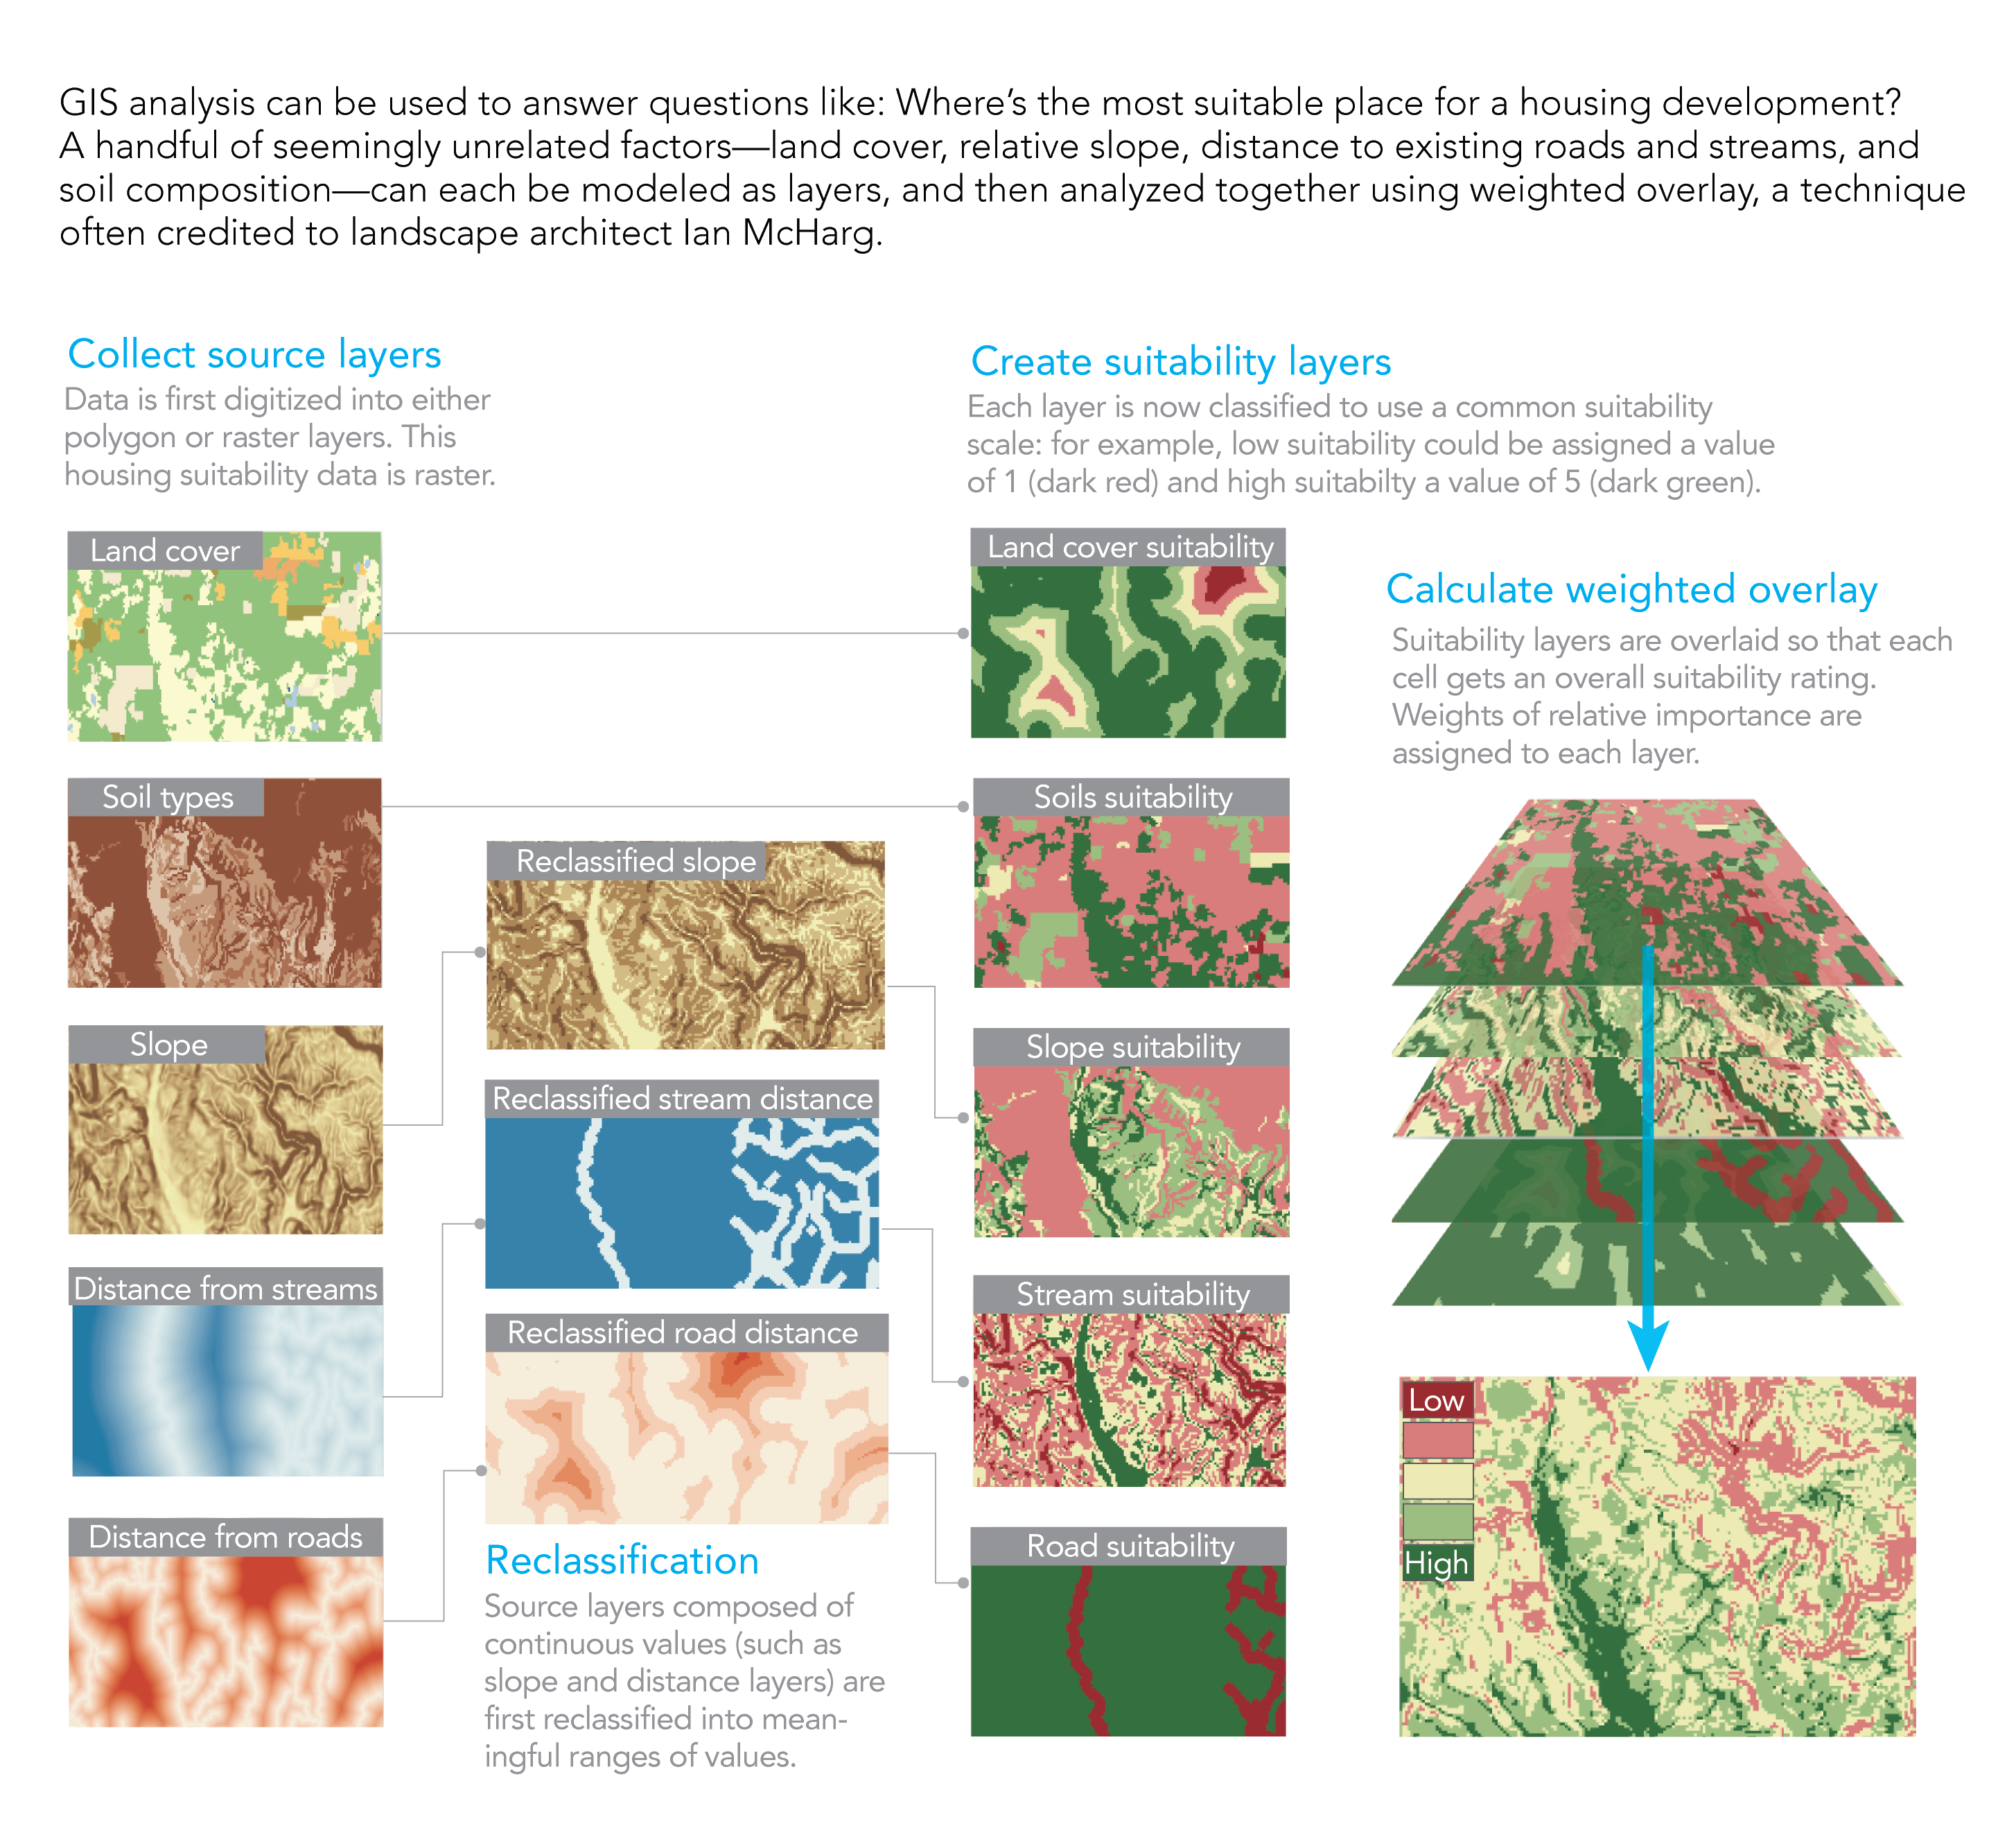 GIS analysis can be used to answer questions like: Where's the most suitable place for a housing development?
A handful of seemingly unrelated factors—land cover, relative slope, distance to existing roads and streams, and
soil composition—can each be modeled as layers, and then analyzed together using weighted overlay, a technique
often credited to landscape architect Ian McHarg.
Collect source layers
Data is first digitized into either
polygon or raster layers. This
housing suitability data is raster.
Land cover
Soil types
Slope
Distance from streams
Distance from roads
Reclassified slope
Reclassified stream distance
Reclassified road distance
Reclassification
Source layers composed of
continuous values (such as
slope and distance layers) are
first reclassified into mean-
ingful ranges of values.
Create suitability layers
Each layer is now classified to use a common suitability
scale: for example, low suitability could be assigned a value
of 1 (dark red) and high suitabilty a value of 5 (dark green).
Land cover suitability
Soils suitability
Slope suitability
Stream suitability
Road suitability
Calculate weighted overlay
Suitability layers are overlaid so that each
cell gets an overall suitability rating.
Weights of relative importance are
assigned to each layer.
Low
High